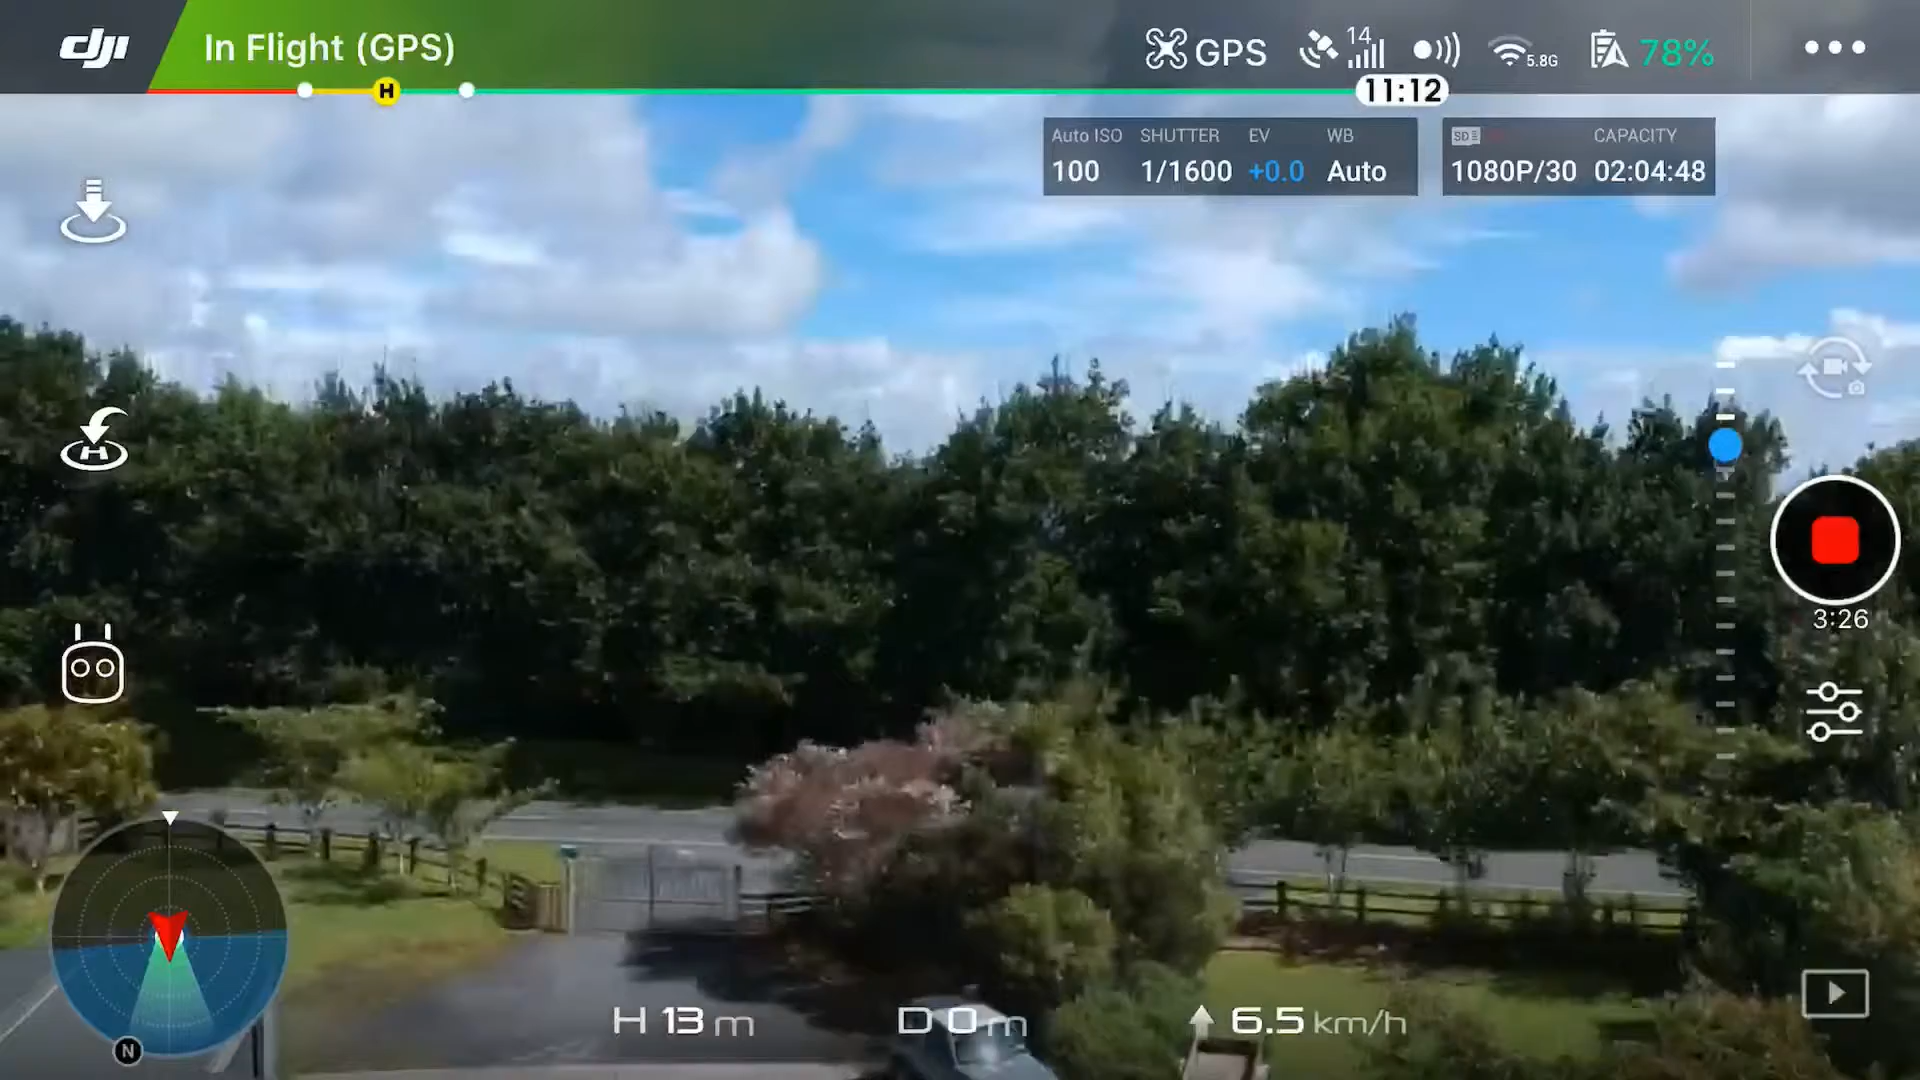 dji In Flight (GPS) GPS 14 5.8G 78%
H 11:12
Auto ISO SHUTTER EV WB SD CAPACITY
100 1/1600 +0.0 Auto 1080P/30 02:04:48
H
3:26
H 13 m D 0 m 6.5 km/h
N